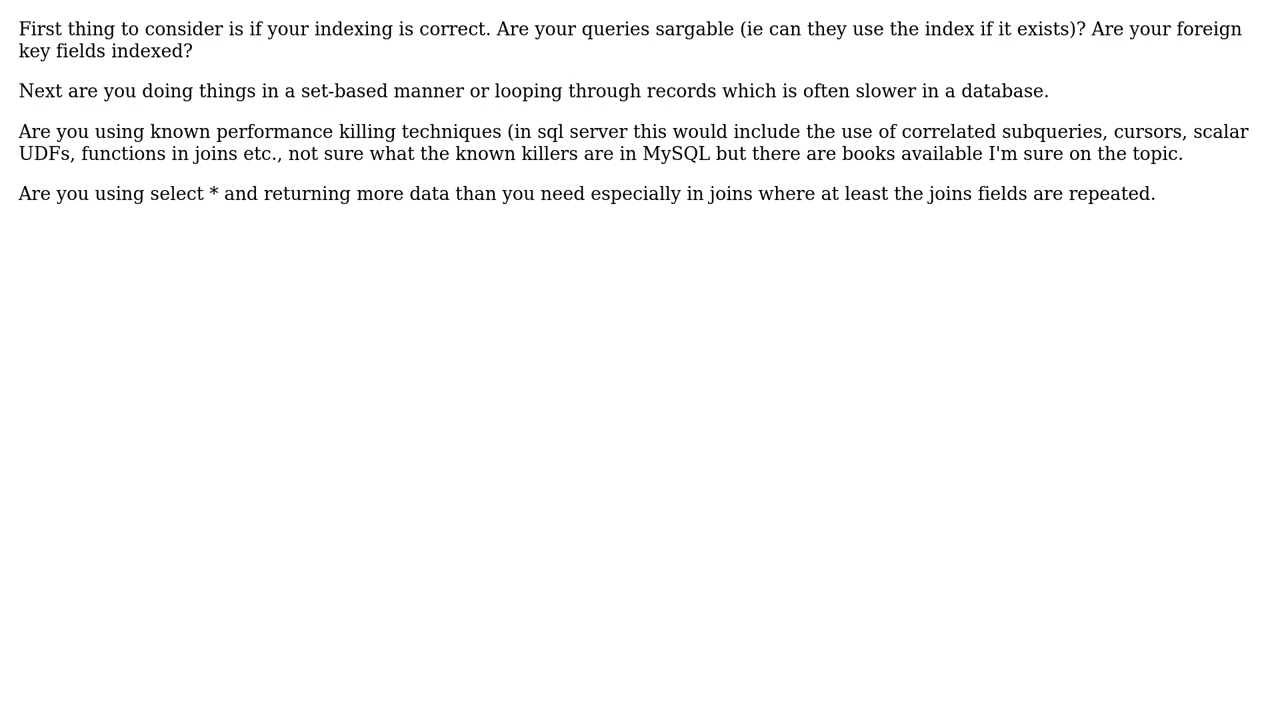 First thing to consider is if your indexing is correct. Are your queries sargable (ie can they use the index if it exists)? Are your foreign
key fields indexed?
Next are you doing things in a set-based manner or looping through records which is often slower in a database.
Are you using known performance killing techniques (in sql server this would include the use of correlated subqueries, cursors, scalar
UDFs, functions in joins etc., not sure what the known killers are in MySQL but there are books available I'm sure on the topic.
Are you using select * and returning more data than you need especially in joins where at least the joins fields are repeated.